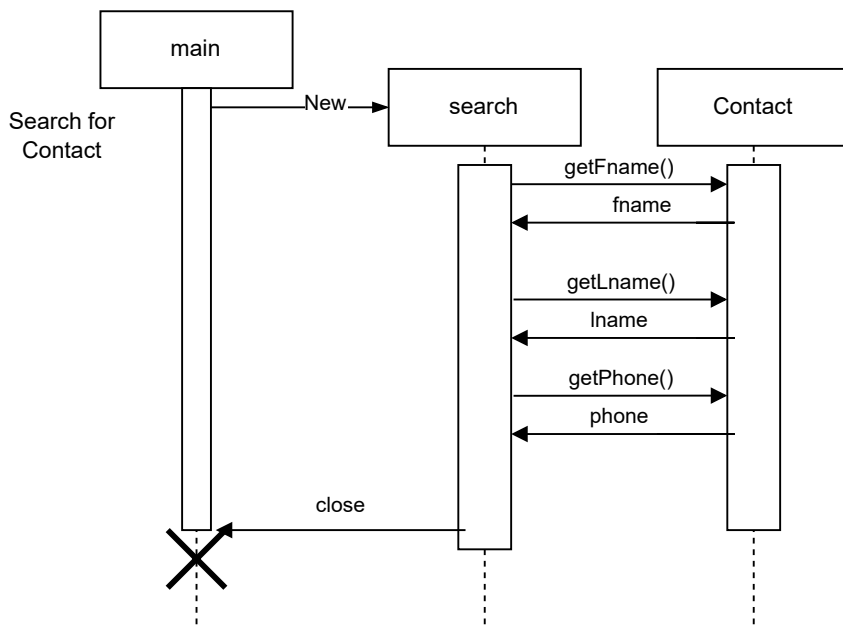 main
New
search
Contact
Search for
Contact
getFname()
fname
getLname()
lname
getPhone()
phone
close